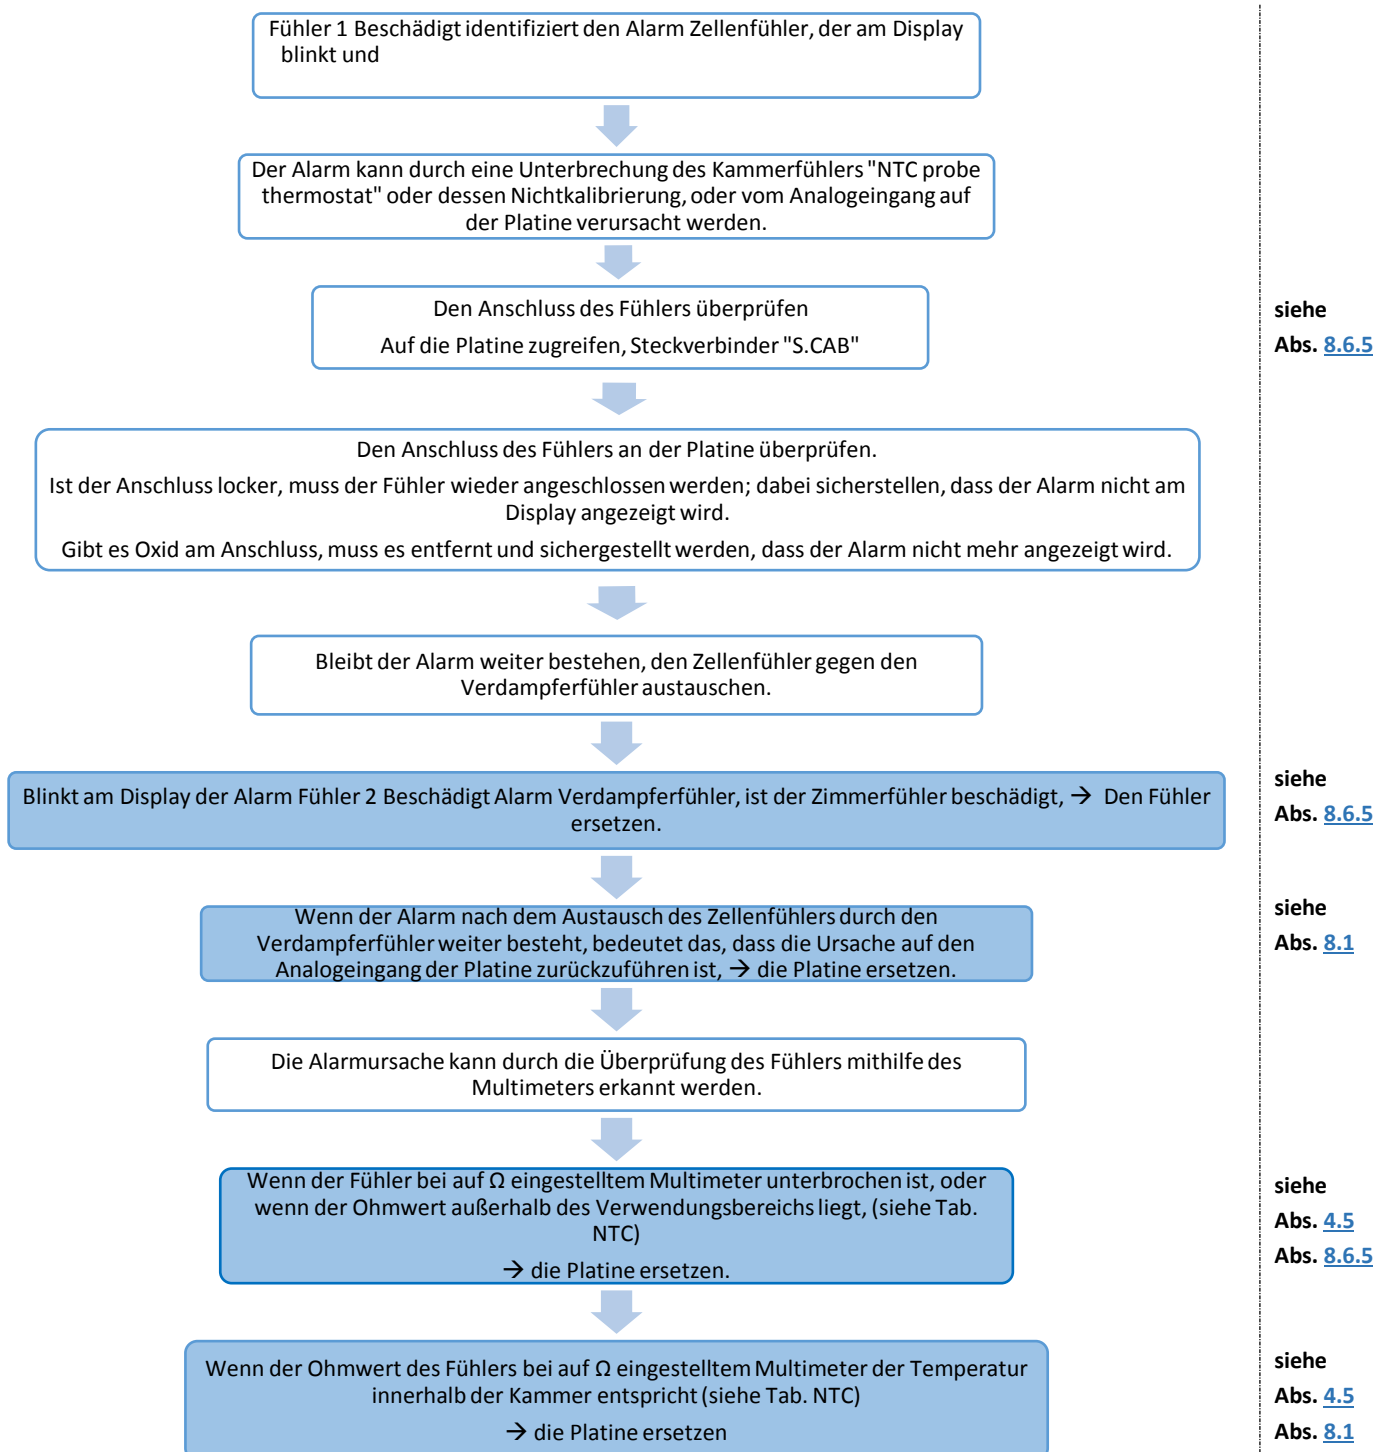 Fühler 1 Beschädigt identifiziert den Alarm Zellenfühler, der am Display
blinkt und
Der Alarm kann durch eine Unterbrechung des Kammerfühlers "NTC probe
thermostat" oder dessen Nichtkalibrierung, oder vom Analogeingang auf
der Platine verursacht werden.
Den Anschluss des Fühlers überprüfen
Auf die Platine zugreifen, Steckverbinder "S.CAB"
siehe
Abs. 8.6.5
Den Anschluss des Fühlers an der Platine überprüfen.
Ist der Anschluss locker, muss der Fühler wieder angeschlossen werden; dabei sicherstellen, dass der Alarm nicht am
Display angezeigt wird.
Gibt es Oxid am Anschluss, muss es entfernt und sichergestellt werden, dass der Alarm nicht mehr angezeigt wird.
Bleibt der Alarm weiter bestehen, den Zellenfühler gegen den
Verdampferfühler austauschen.
Blinkt am Display der Alarm Fühler 2 Beschädigt Alarm Verdampferfühler, ist der Zimmerfühler beschädigt, → Den Fühler
ersetzen.
siehe
Abs. 8.6.5
Wenn der Alarm nach dem Austausch des Zellenfühlers durch den
Verdampferfühler weiter besteht, bedeutet das, dass die Ursache auf den
Analogeingang der Platine zurückzuführen ist, → die Platine ersetzen.
siehe
Abs. 8.1
Die Alarmursache kann durch die Überprüfung des Fühlers mithilfe des
Multimeters erkannt werden.
Wenn der Fühler bei auf Ω eingestelltem Multimeter unterbrochen ist, oder
wenn der Ohmwert außerhalb des Verwendungsbereichs liegt, (siehe Tab.
NTC)
→ die Platine ersetzen.
siehe
Abs. 4.5
Abs. 8.6.5
Wenn der Ohmwert des Fühlers bei auf Ω eingestelltem Multimeter der Temperatur
innerhalb der Kammer entspricht (siehe Tab. NTC)
→ die Platine ersetzen
siehe
Abs. 4.5
Abs. 8.1